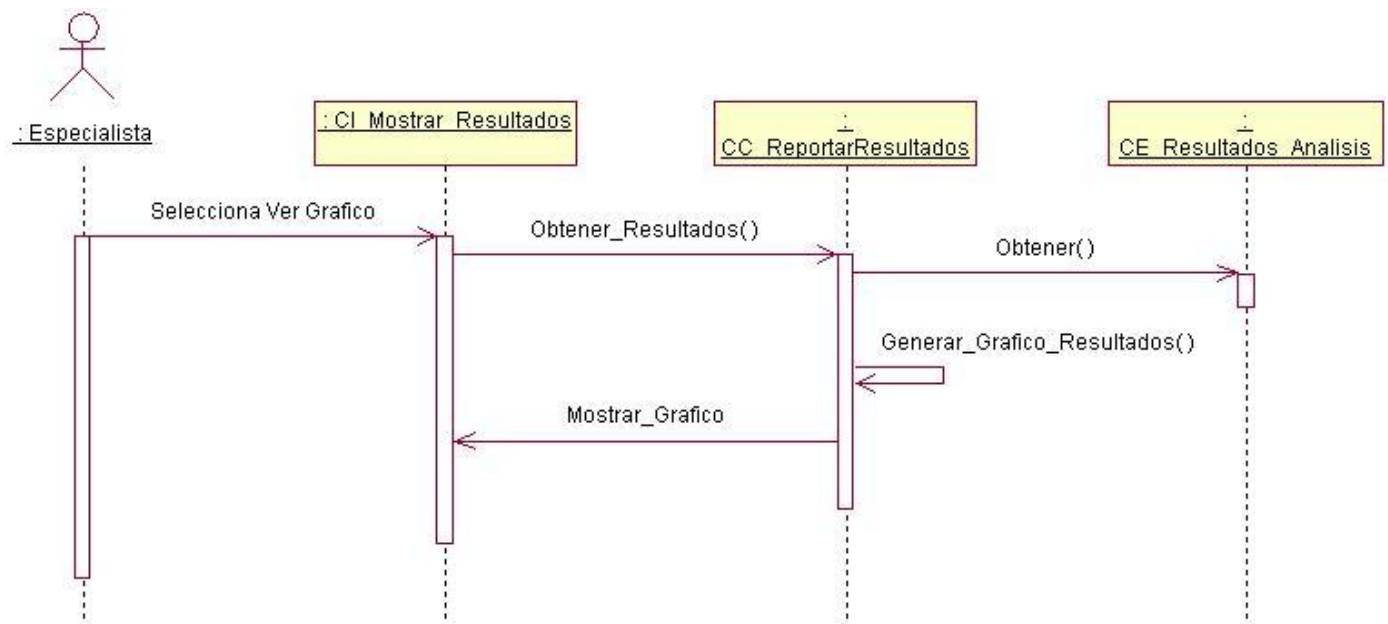 : Especialista
: CI_Mostrar_Resultados
:
CC_ReportarResultados
:
CE_Resultados_Analisis
Selecciona Ver Grafico
Obtener_Resultados()
Obtener()
Generar_Grafico_Resultados()
Mostrar_Grafico